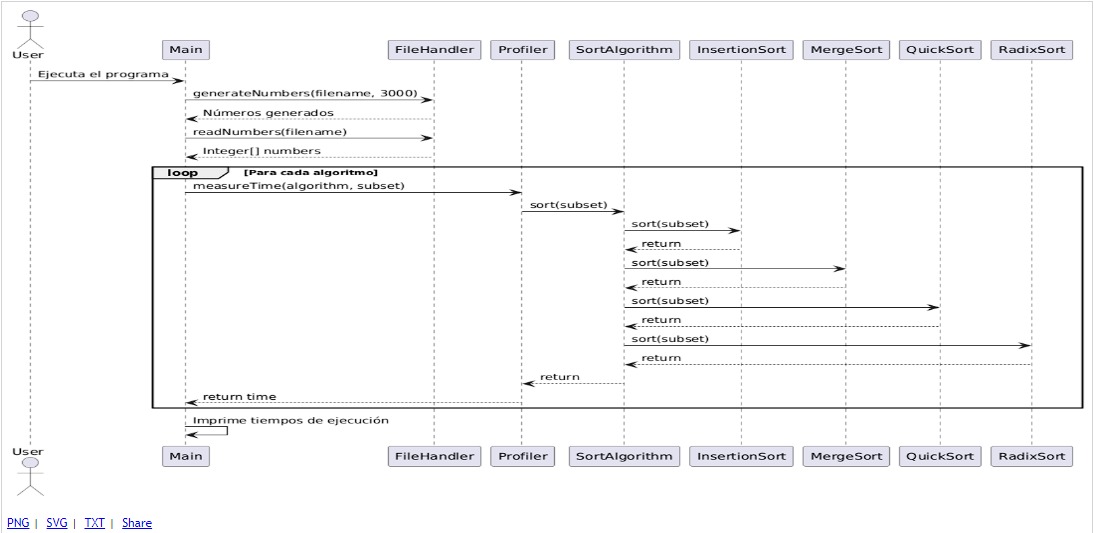 User
Main FileHandler Profiler SortAlgorithm InsertionSort MergeSort QuickSort RadixSort
Ejecuta el programa
generateNumbers(filename, 3000)
Números generados
readNumbers(filename)
Integer[] numbers
loop [Para cada algoritmo]
measureTime(algorithm, subset)
sort(subset)
sort(subset)
return
sort(subset)
return
sort(subset)
return
sort(subset)
return
return
return time
Imprime tiempos de ejecución
User
Main FileHandler Profiler SortAlgorithm InsertionSort MergeSort QuickSort RadixSort
PNG | SVG | TXT | Share